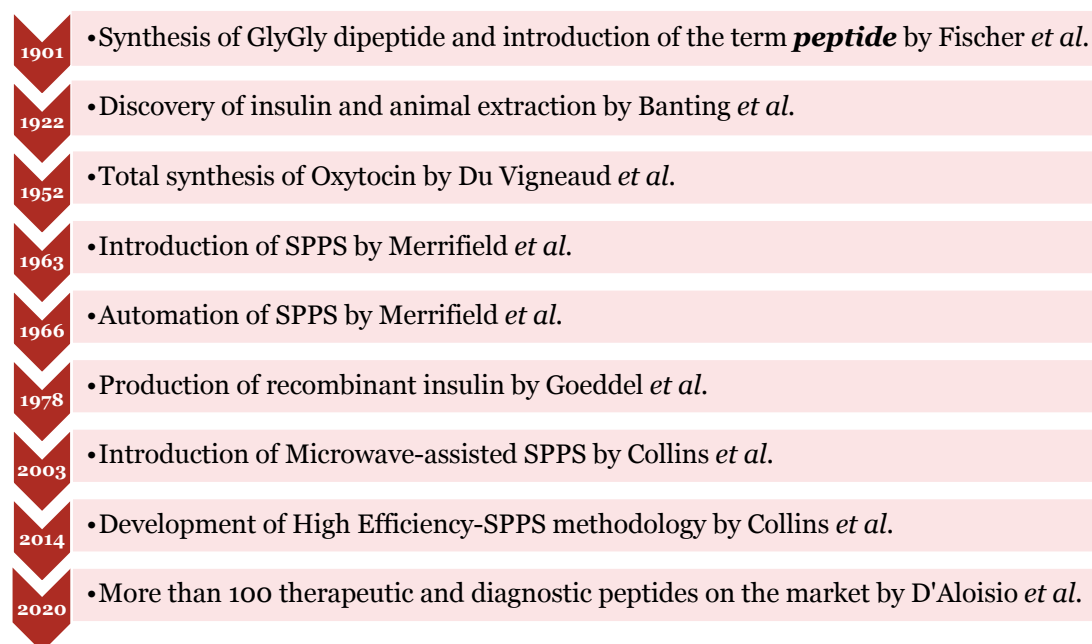 1901
•Synthesis of GlyGly dipeptide and introduction of the term peptide by Fischer et al.
1922
•Discovery of insulin and animal extraction by Banting et al.
1952
•Total synthesis of Oxytocin by Du Vigneaud et al.
1963
•Introduction of SPPS by Merrifield et al.
1966
•Automation of SPPS by Merrifield et al.
1978
•Production of recombinant insulin by Goeddel et al.
2003
•Introduction of Microwave-assisted SPPS by Collins et al.
2014
•Development of High Efficiency-SPPS methodology by Collins et al.
2020
•More than 100 therapeutic and diagnostic peptides on the market by D'Aloisio et al.